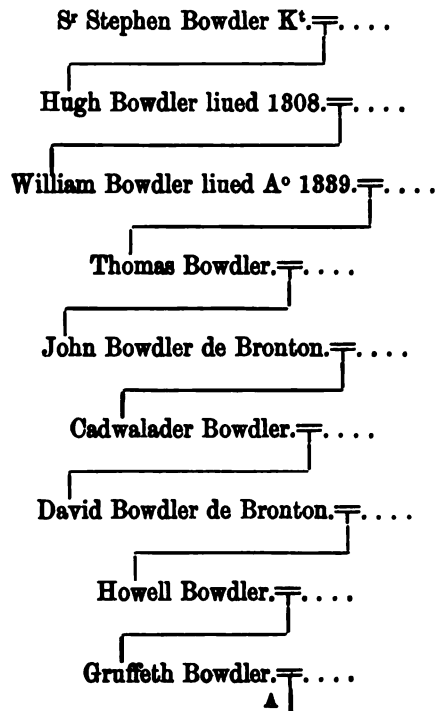 Sʳ Stephen Bowdler Kᵗ.=....
Hugh Bowdler liued 1308.=....
William Bowdler liued Aº 1339.=....
Thomas Bowdler.=....
John Bowdler de Bronton.=....
Cadwalader Bowdler.=....
David Bowdler de Bronton.=....
Howell Bowdler.=....
Gruffeth Bowdler.=....
A